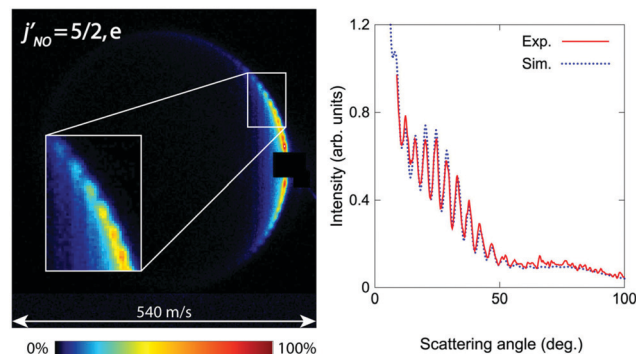 j'NO = 5/2, e
540 m/s
0%
100%
Exp.
Sim.
Intensity (arb. units)
1.2
0.8
0.4
0
0
50
100
Scattering angle (deg.)